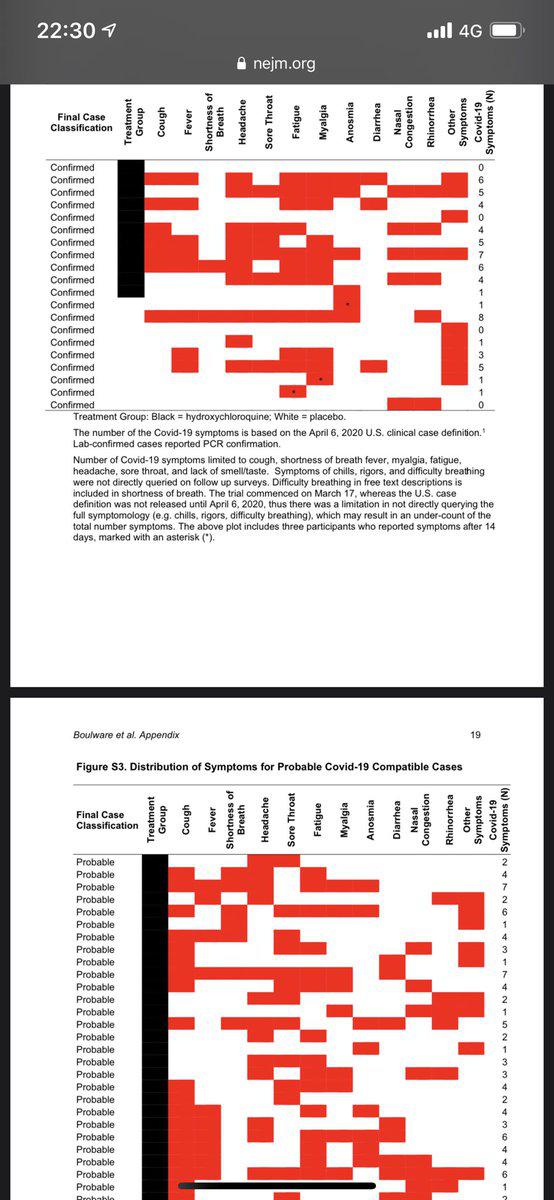 22:30
4G
nejm.org
Final Case Classification Treatment Group Cough Fever Shortness of Breath Headache Sore Throat Fatigue Myalgia Anosmia Diarrhea Nasal Congestion Rhinorrhea Other Symptoms Covid-19 Symptoms (N)
Confirmed 0
Confirmed 6
Confirmed 5
Confirmed 4
Confirmed 0
Confirmed 4
Confirmed 5
Confirmed 7
Confirmed 6
Confirmed 4
Confirmed 1
Confirmed * 1
Confirmed 8
Confirmed 0
Confirmed 1
Confirmed 3
Confirmed 5
Confirmed * 1
Confirmed * 1
Confirmed 0
Treatment Group: Black = hydroxychloroquine; White = placebo.
The number of the Covid-19 symptoms is based on the April 6, 2020 U.S. clinical case definition.¹
Lab-confirmed cases reported PCR confirmation.
Number of Covid-19 symptoms limited to cough, shortness of breath fever, myalgia, fatigue,
headache, sore throat, and lack of smell/taste. Symptoms of chills, rigors, and difficulty breathing
were not directly queried on follow up surveys. Difficulty breathing in free text descriptions is
included in shortness of breath. The trial commenced on March 17, whereas the U.S. case
definition was not released until April 6, 2020, thus there was a limitation in not directly querying the
full symptomology (e.g. chills, rigors, difficulty breathing), which may result in an under-count of the
total number symptoms. The above plot includes three participants who reported symptoms after 14
days, marked with an asterisk (*).
Boulware et al. Appendix 19
Figure S3. Distribution of Symptoms for Probable Covid-19 Compatible Cases
Final Case Classification Treatment Group Cough Fever Shortness of Breath Headache Sore Throat Fatigue Myalgia Anosmia Diarrhea Nasal Congestion Rhinorrhea Other Symptoms Covid-19 Symptoms (N)
Probable 2
Probable 4
Probable 7
Probable 2
Probable 6
Probable 1
Probable 4
Probable 3
Probable 1
Probable 7
Probable 4
Probable 2
Probable 1
Probable 5
Probable 2
Probable 1
Probable 3
Probable 3
Probable 4
Probable 2
Probable 4
Probable 3
Probable 6
Probable 4
Probable 4
Probable 6
Probable 1